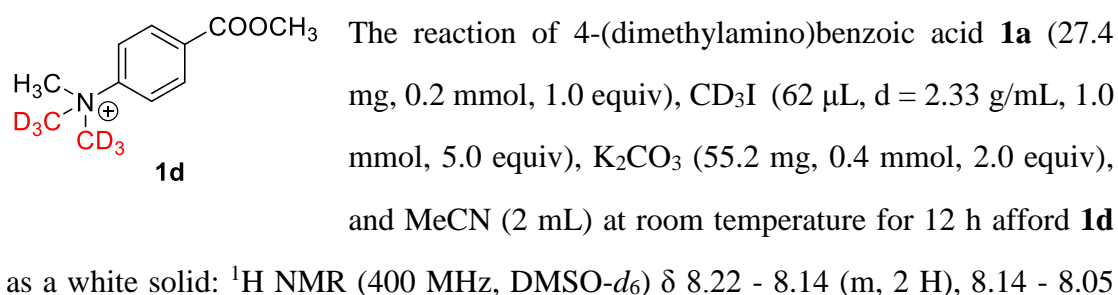 COOCH₃
H₃C
N
+
D₃C
CD₃
1d
The reaction of 4-(dimethylamino)benzoic acid 1a (27.4
mg, 0.2 mmol, 1.0 equiv), CD₃I (62 μL, d = 2.33 g/mL, 1.0
mmol, 5.0 equiv), K₂CO₃ (55.2 mg, 0.4 mmol, 2.0 equiv),
and MeCN (2 mL) at room temperature for 12 h afford 1d
as a white solid: ¹H NMR (400 MHz, DMSO-d₆) δ 8.22 - 8.14 (m, 2 H), 8.14 - 8.05